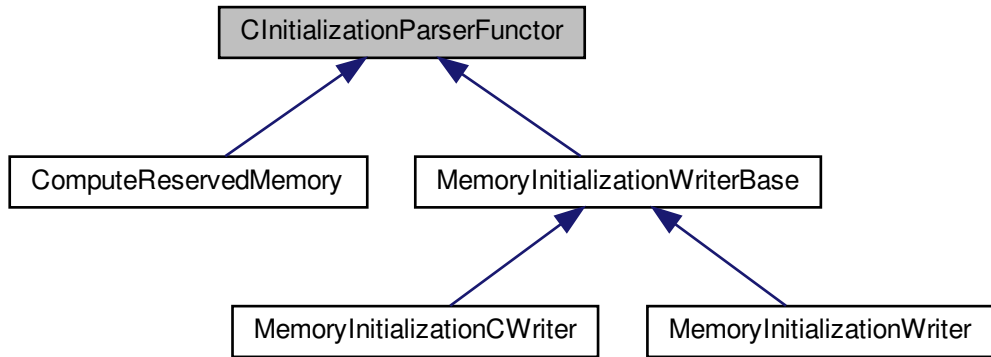 CInitializationParserFunctor
ComputeReservedMemory
MemoryInitializationWriterBase
MemoryInitializationCWriter
MemoryInitializationWriter